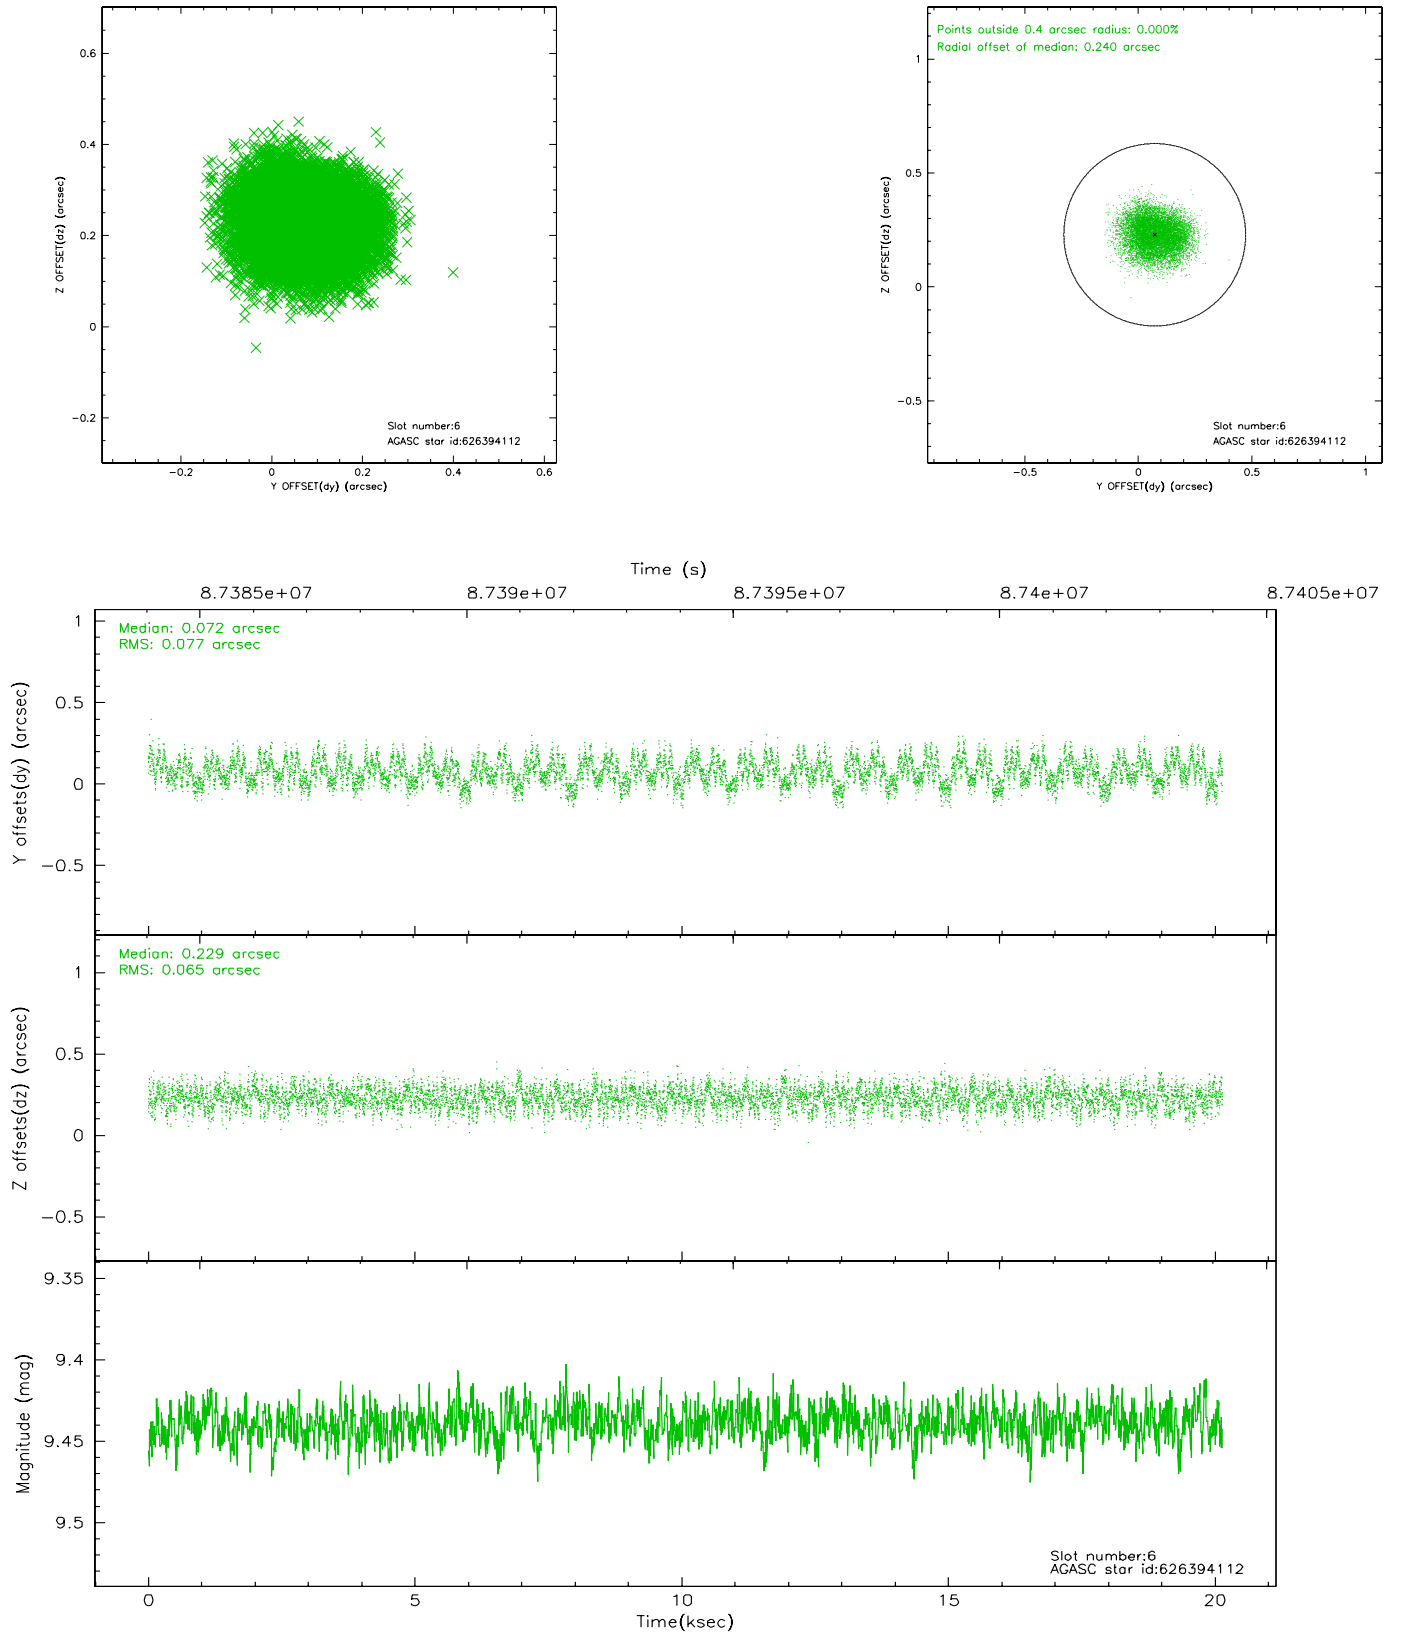 0.6
0.4
0.2
0
−0.2
Z OFFSET(dz) (arcsec)
−0.2 0 0.2 0.4 0.6
Y OFFSET(dy) (arcsec)
Slot number:6
AGASC star id:626394112
Points outside 0.4 arcsec radius: 0.000%
Radial offset of median: 0.240 arcsec
1
0.5
0
−0.5
Z OFFSET(dz) (arcsec)
−0.5 0 0.5 1
Y OFFSET(dy) (arcsec)
Slot number:6
AGASC star id:626394112
Time (s)
8.7385e+07 8.739e+07 8.7395e+07 8.74e+07 8.7405e+07
Median: 0.072 arcsec
RMS: 0.077 arcsec
1
0.5
0
−0.5
Y offsets(dy) (arcsec)
Median: 0.229 arcsec
RMS: 0.065 arcsec
1
0.5
0
−0.5
Z offsets(dz) (arcsec)
9.35
9.4
9.45
9.5
Magnitude (mag)
Slot number:6
AGASC star id:626394112
0 5 10 15 20
Time(ksec)